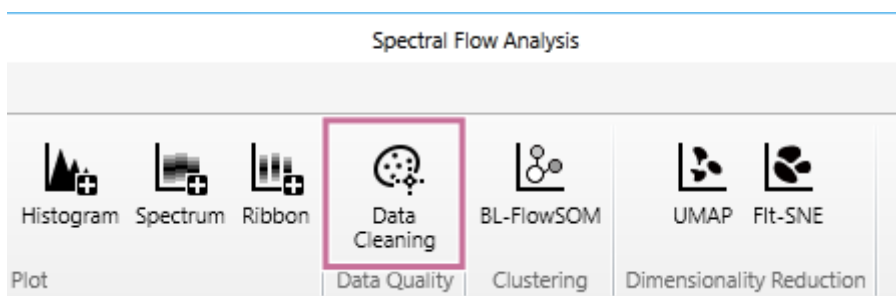 Spectral Flow Analysis
Histogram Spectrum Ribbon Data Cleaning BL-FlowSOM UMAP FIt-SNE
Plot Data Quality Clustering Dimensionality Reduction